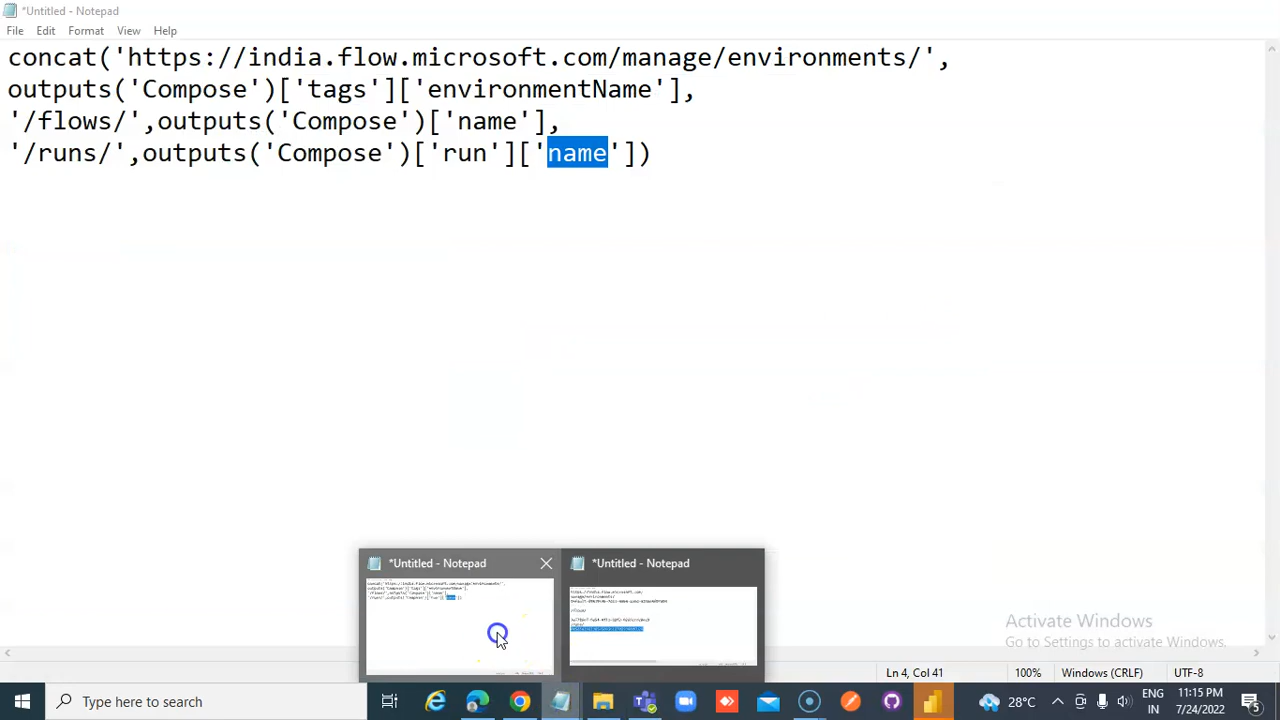 *Untitled - Notepad
File Edit Format View Help
concat('https://india.flow.microsoft.com/manage/environments/',
outputs('Compose')['tags']['environmentName'],
'/flows/',outputs('Compose')['name'],
'/runs/',outputs('Compose')['run']['name'])
*Untitled - Notepad
*Untitled - Notepad
Activate Windows
Go to Settings to activate Windows.
Ln 4, Col 41 100% Windows (CRLF) UTF-8
Type here to search
28°C
ENG
IN
11:15 PM
7/24/2022
5